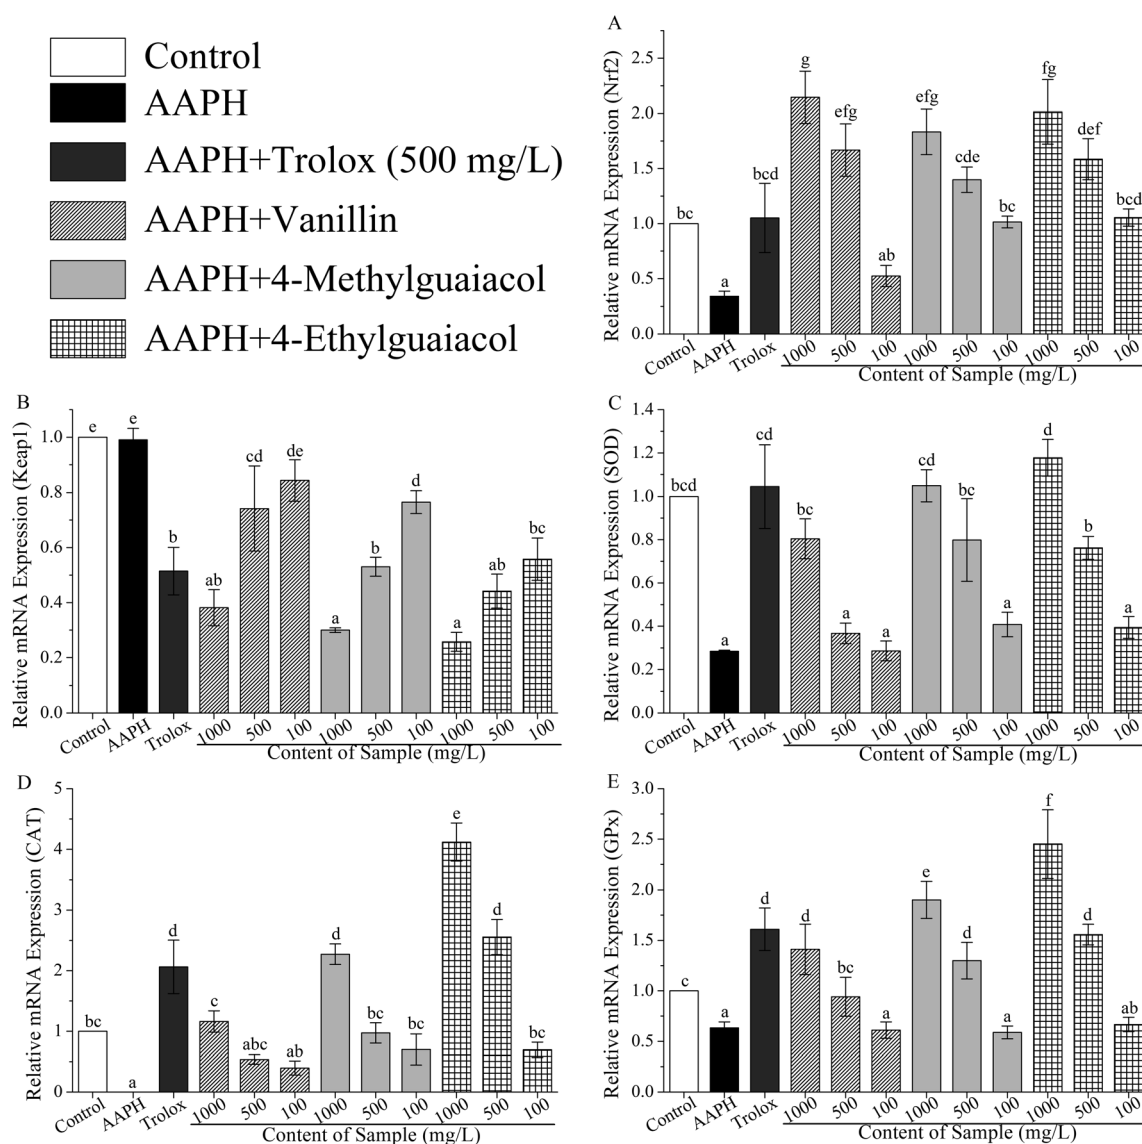 Control
AAPH
AAPH+Trolox (500 mg/L)
AAPH+Vanillin
AAPH+4-Methylguaiacol
AAPH+4-Ethylguaiacol
A
Relative mRNA Expression (Nrf2)
2.5
2.0
1.5
1.0
0.5
0.0
bc
a
bcd
g
efg
ab
efg
cde
bc
fg
def
bcd
Control
AAPH
Trolox
1000
500
100
1000
500
100
1000
500
100
Content of Sample (mg/L)
B
Relative mRNA Expression (Keap1)
1.0
0.8
0.6
0.4
0.2
0.0
e
e
b
ab
cd
de
a
b
d
a
ab
bc
Control
AAPH
Trolox
1000
500
100
1000
500
100
1000
500
100
Content of Sample (mg/L)
C
Relative mRNA Expression (SOD)
1.4
1.2
1.0
0.8
0.6
0.4
0.2
0.0
bcd
a
cd
bc
a
a
cd
bc
a
d
b
a
Control
AAPH
Trolox
1000
500
100
1000
500
100
1000
500
100
Content of Sample (mg/L)
D
Relative mRNA Expression (CAT)
5
4
3
2
1
0
bc
a
d
c
abc
ab
d
bc
bc
e
d
bc
Control
AAPH
Trolox
1000
500
100
1000
500
100
1000
500
100
Content of Sample (mg/L)
E
Relative mRNA Expression (GPx)
3.0
2.5
2.0
1.5
1.0
0.5
0.0
c
a
d
d
bc
a
e
d
a
f
d
ab
Control
AAPH
Trolox
1000
500
100
1000
500
100
1000
500
100
Content of Sample (mg/L)